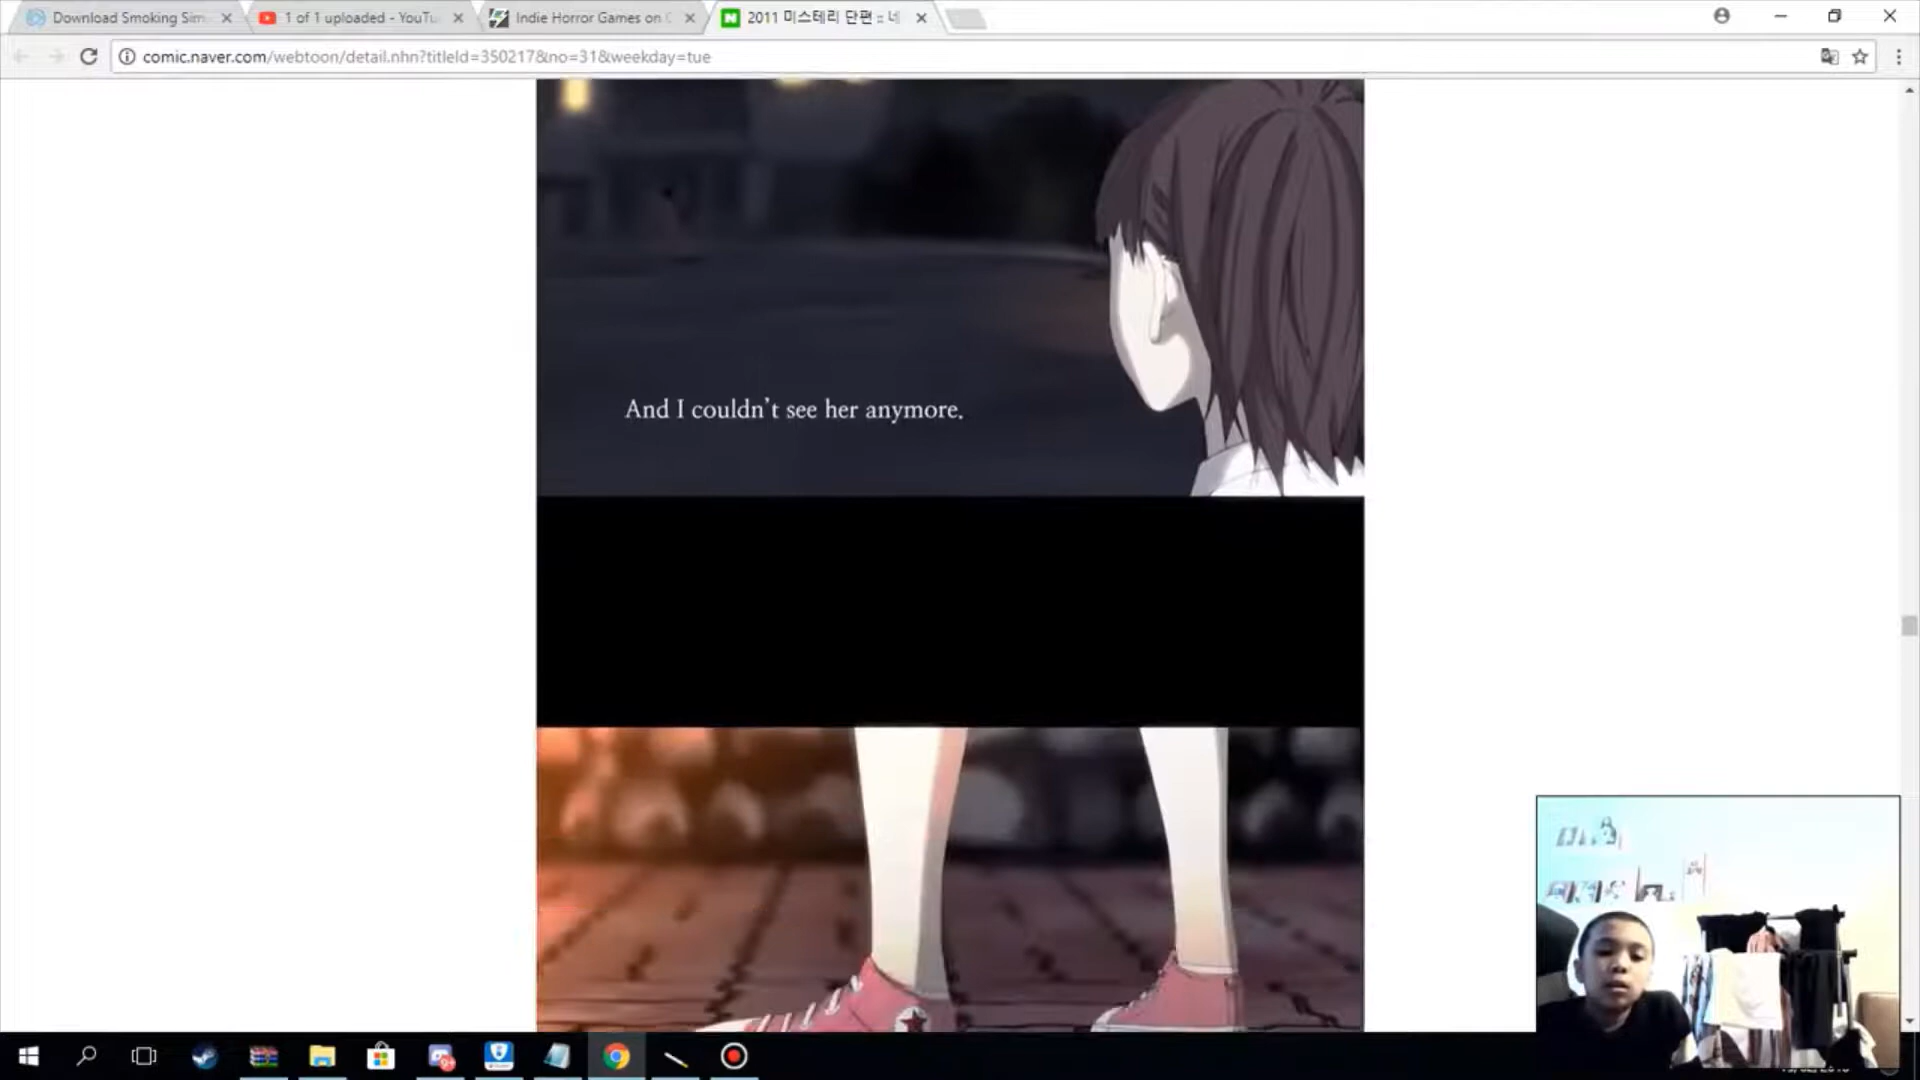 Download Smoking Sim
1 of 1 uploaded - YouTu
Indie Horror Games on
2011 미스테리 단편 :: 네
comic.naver.com/webtoon/detail.nhn?titleId=350217&no=31&weekday=tue
And I couldn't see her anymore.